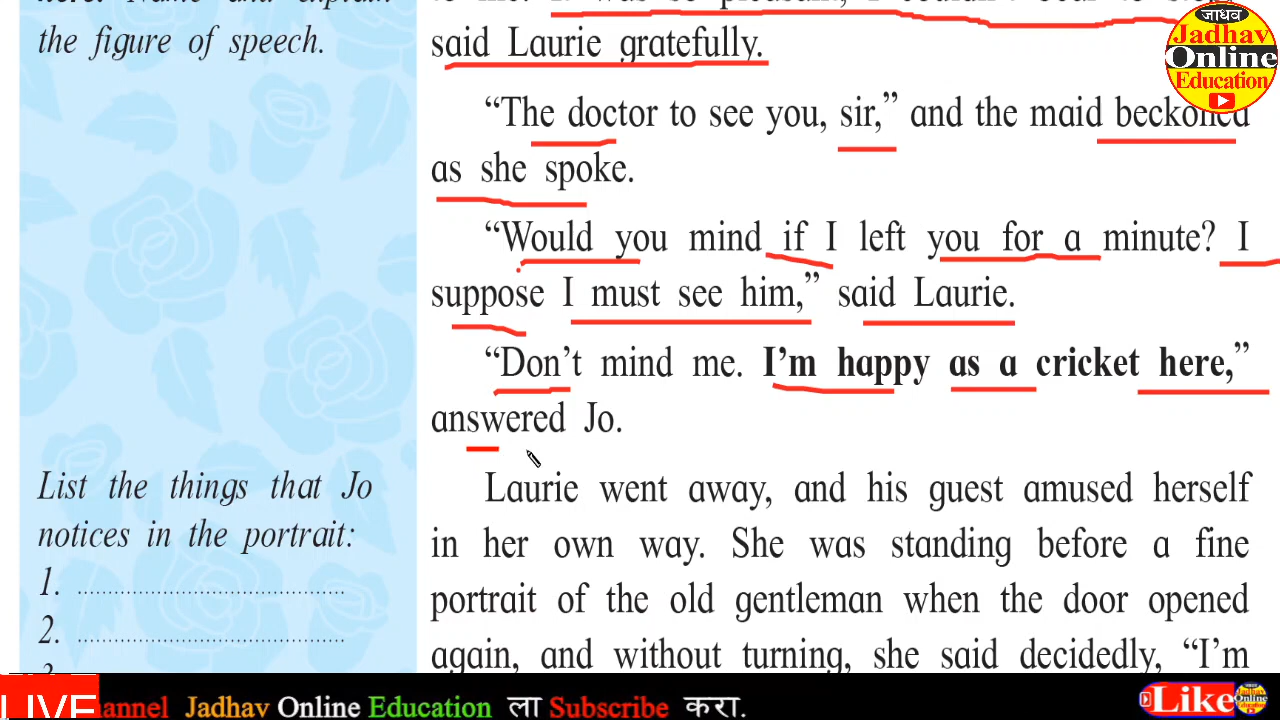 the figure of speech.
said Laurie gratefully.
“The doctor to see you, sir,” and the maid beckoned
as she spoke.
“Would you mind if I left you for a minute? I
suppose I must see him,” said Laurie.
“Don’t mind me. I’m happy as a cricket here,”
answered Jo.
List the things that Jo
notices in the portrait:
1. ............................................
2. ............................................
Laurie went away, and his guest amused herself
in her own way. She was standing before a fine
portrait of the old gentleman when the door opened
again, and without turning, she said decidedly, “I’m
जाधव
Jadhav
Online
Education
LIVE
Channel Jadhav Online Education ला Subscribe करा.
Like